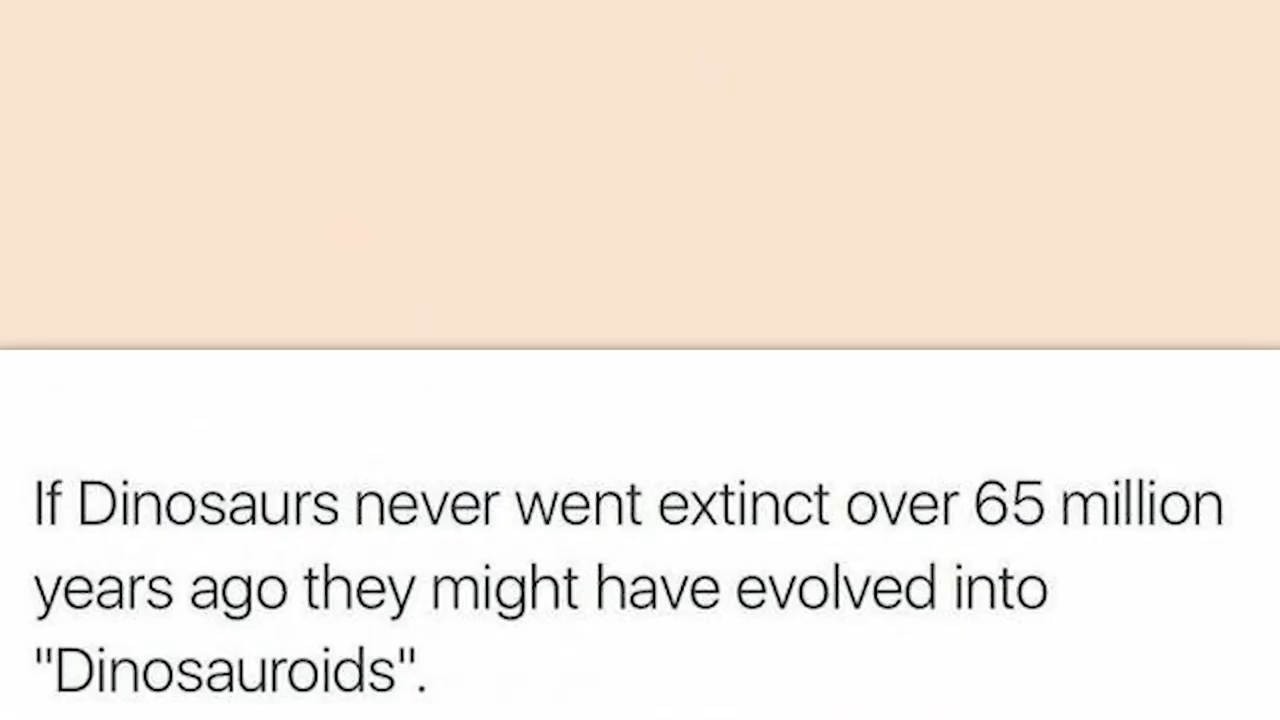 If Dinosaurs never went extinct over 65 million
years ago they might have evolved into
"Dinosauroids".